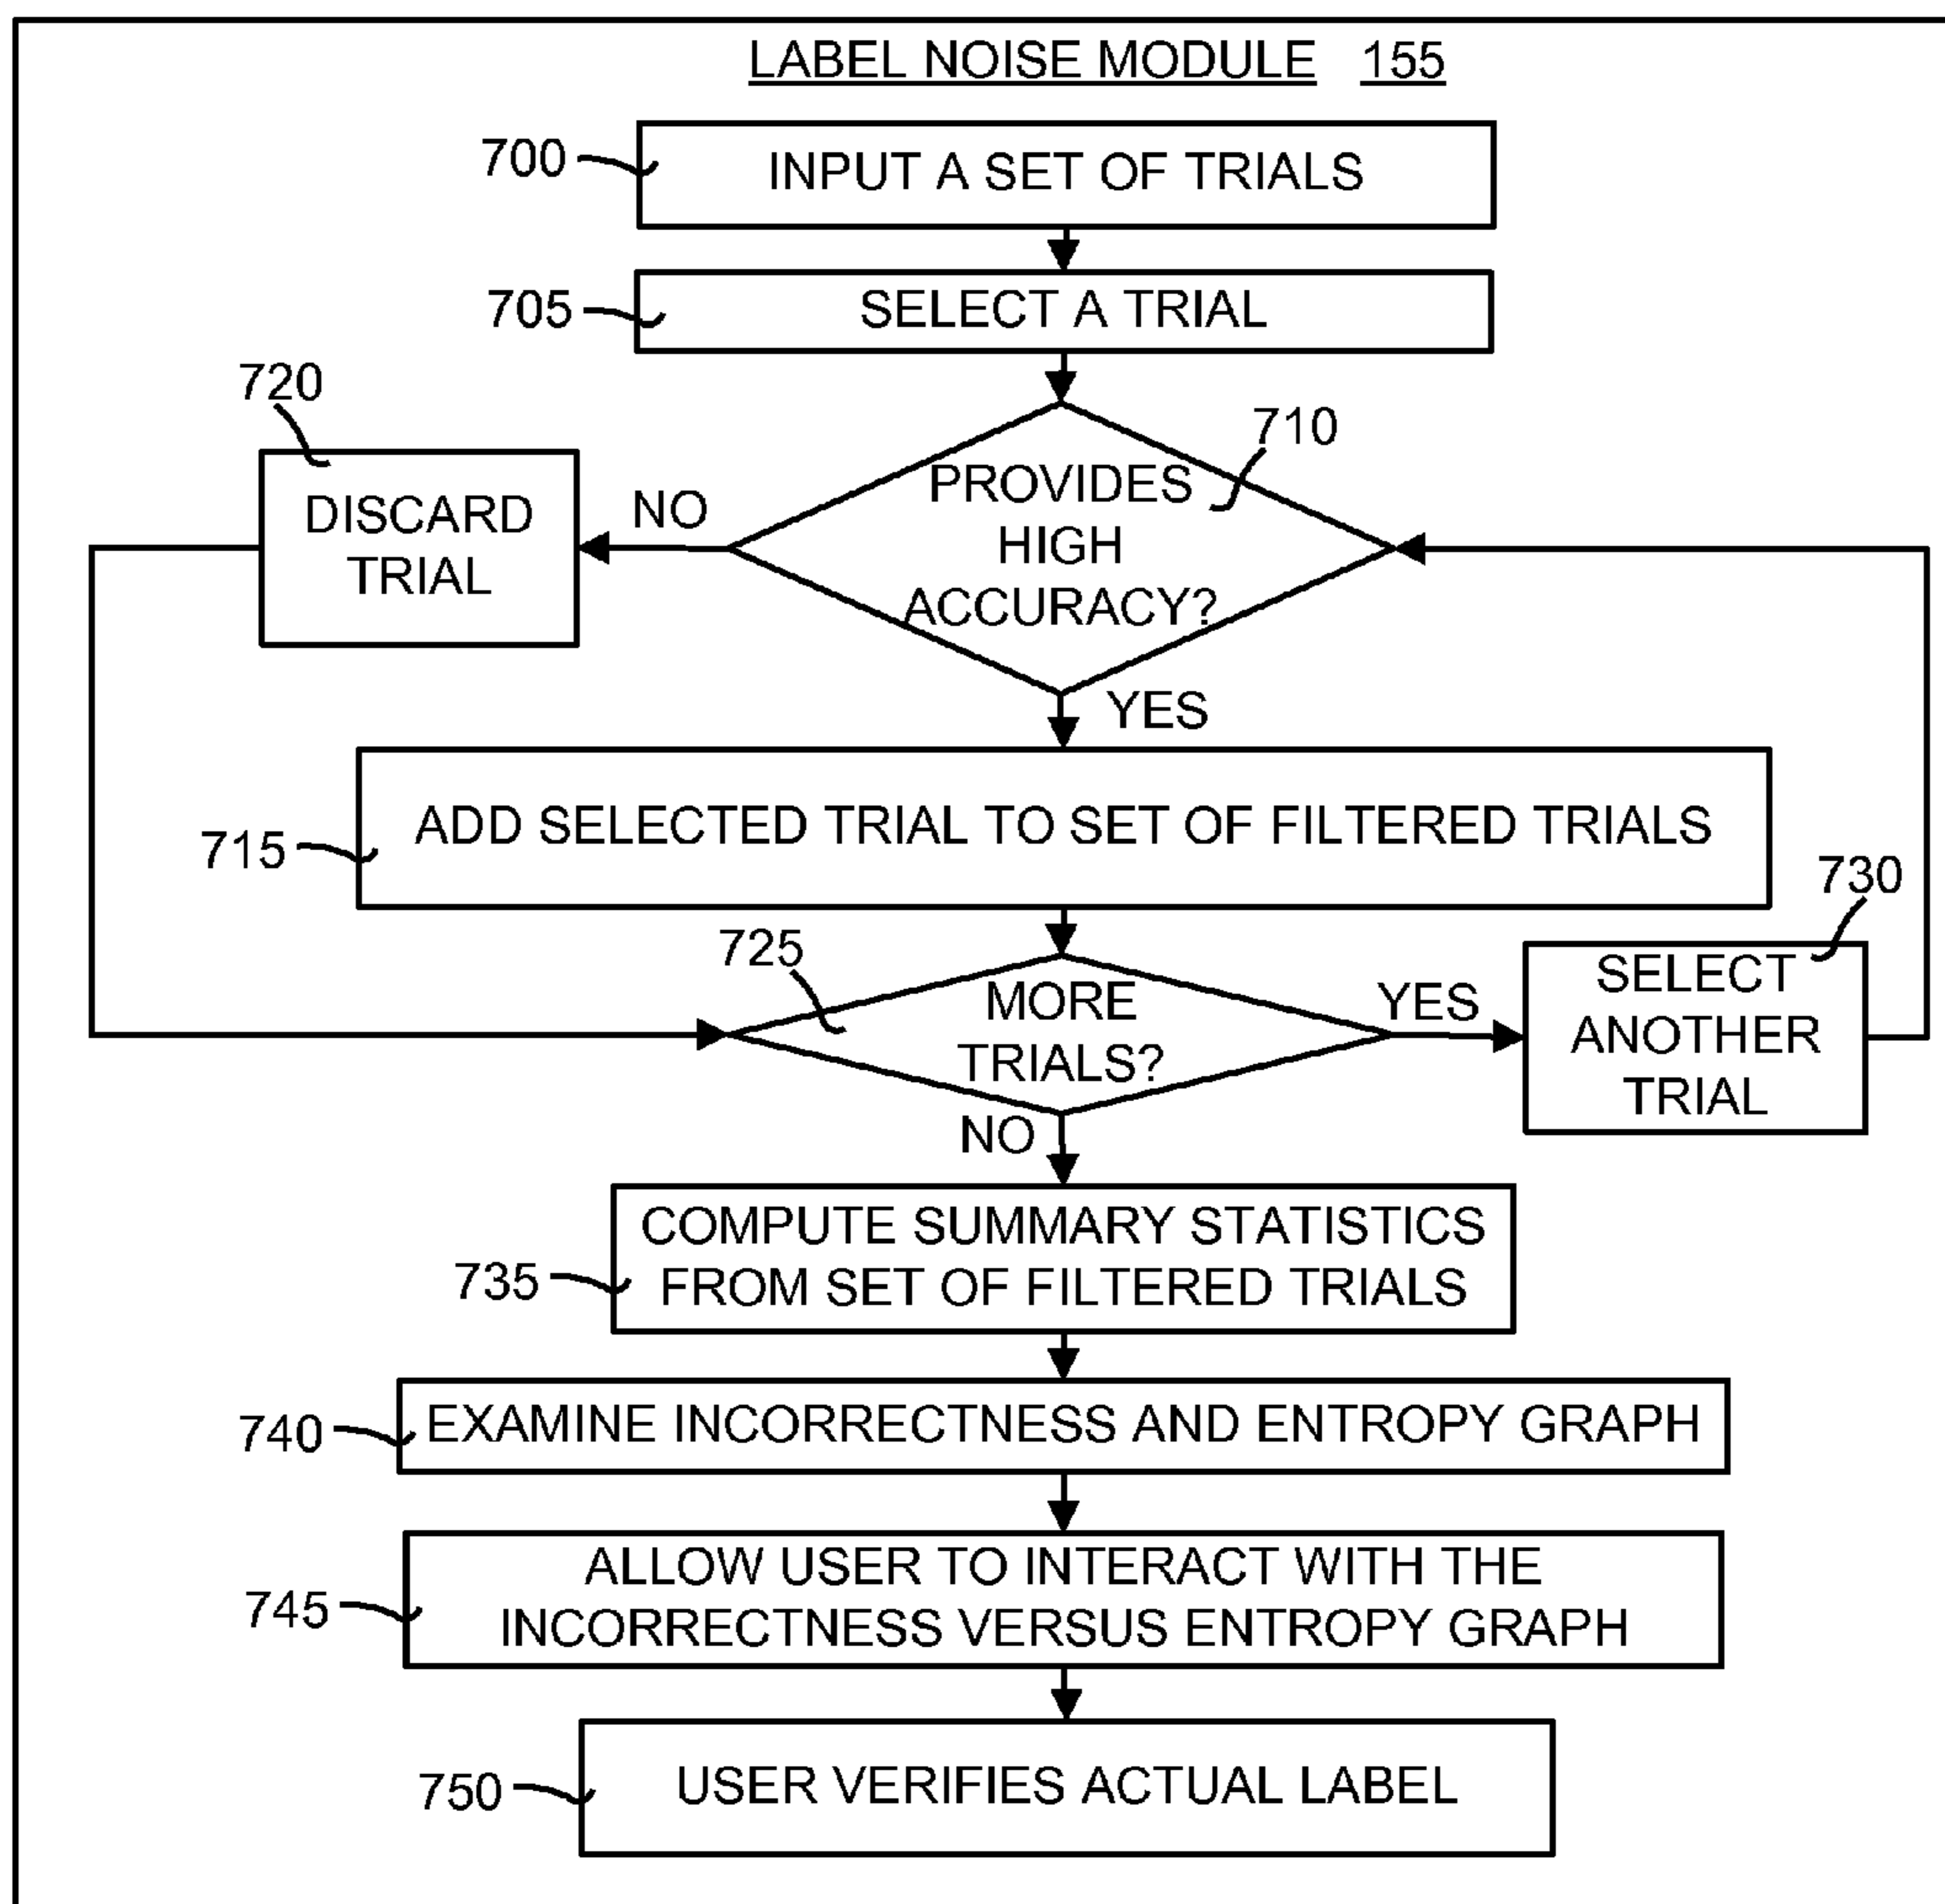 LABEL NOISE MODULE 155
700
INPUT A SET OF TRIALS
705
SELECT A TRIAL
720
710
DISCARD
TRIAL
NO
PROVIDES
HIGH
ACCURACY?
YES
715
ADD SELECTED TRIAL TO SET OF FILTERED TRIALS
730
725
MORE
TRIALS?
YES
SELECT
ANOTHER
TRIAL
NO
735
COMPUTE SUMMARY STATISTICS
FROM SET OF FILTERED TRIALS
740
EXAMINE INCORRECTNESS AND ENTROPY GRAPH
745
ALLOW USER TO INTERACT WITH THE
INCORRECTNESS VERSUS ENTROPY GRAPH
750
USER VERIFIES ACTUAL LABEL